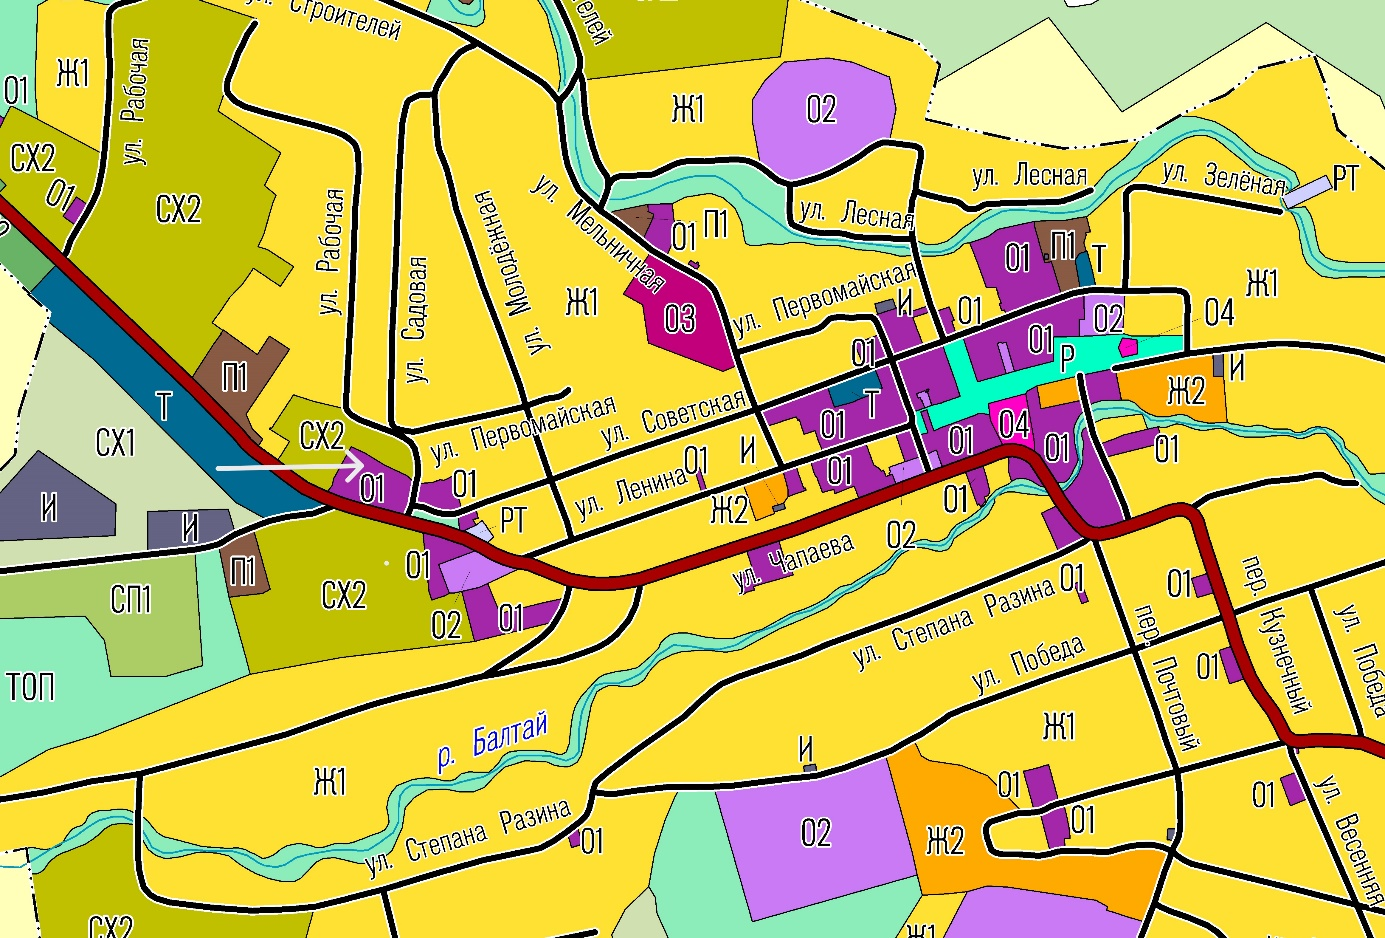 ул. Строителей
Ж1
О1
ул. Рабочая
СХ2
О1
СХ2
Ж1
О2
ул. Лесная
ул. Зелёная
РТ
ул. Рабочая
ул. Садовая
ул. Молодёжная
ул. Мельничная
О1
П1
ул. Лесная
О1
П1
Т
Ж1
Ж1
О3
ул. Первомайская
И
О1
О2
О4
О1
Р
И
П1
Т
О1
Т
Ж2
СХ1
СХ2
ул. Первомайская
ул. Советская
О1
О4
О1
О1
О1
И
И
О1
О1
ул. Ленина
О1
И
О1
Ж2
О1
РТ
П1
О1
О2
ул. Чапаева
СП1
СХ2
О2
О1
ул. Степана Разина
О1
О1
пер. Кузнечный
ул. Победа
ТОП
ул. Победа
пер. Почтовый
О1
р. Балтай
Ж1
И
Ж1
О1
О1
ул. Весенняя
ул. Степана Разина
О1
О2
Ж2
О1
СХ2
Ж1